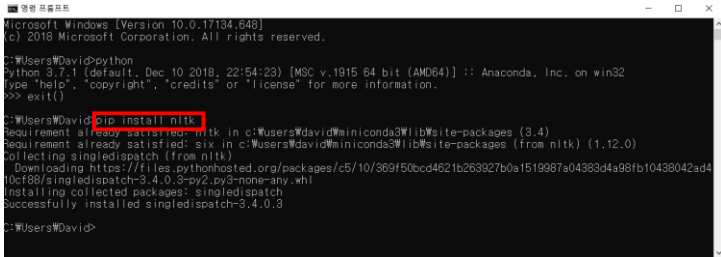 명령 프롬프트
Microsoft Windows [Version 10.0.17134.648]
(c) 2018 Microsoft Corporation. All rights reserved.
C:₩Users₩David>python
Python 3.7.1 (default, Dec 10 2018, 22:54:23) [MSC v.1915 64 bit (AMD64)] :: Anaconda, Inc. on win32
Type "help", "copyright", "credits" or "license" for more information.
>>> exit()
C:₩Users₩David>pip install nltk
Requirement already satisfied: nltk in c:₩users₩david₩miniconda3₩lib₩site-packages (3.4)
Requirement already satisfied: six in c:₩users₩david₩miniconda3₩lib₩site-packages (from nltk) (1.12.0)
Collecting singledispatch (from nltk)
  Downloading https://files.pythonhosted.org/packages/c5/10/369f50bcd4621b263927b0a1519987a04383d4a98fb10438042ad4
10cf88/singledispatch-3.4.0.3-py2.py3-none-any.whl
Installing collected packages: singledispatch
Successfully installed singledispatch-3.4.0.3
C:₩Users₩David>